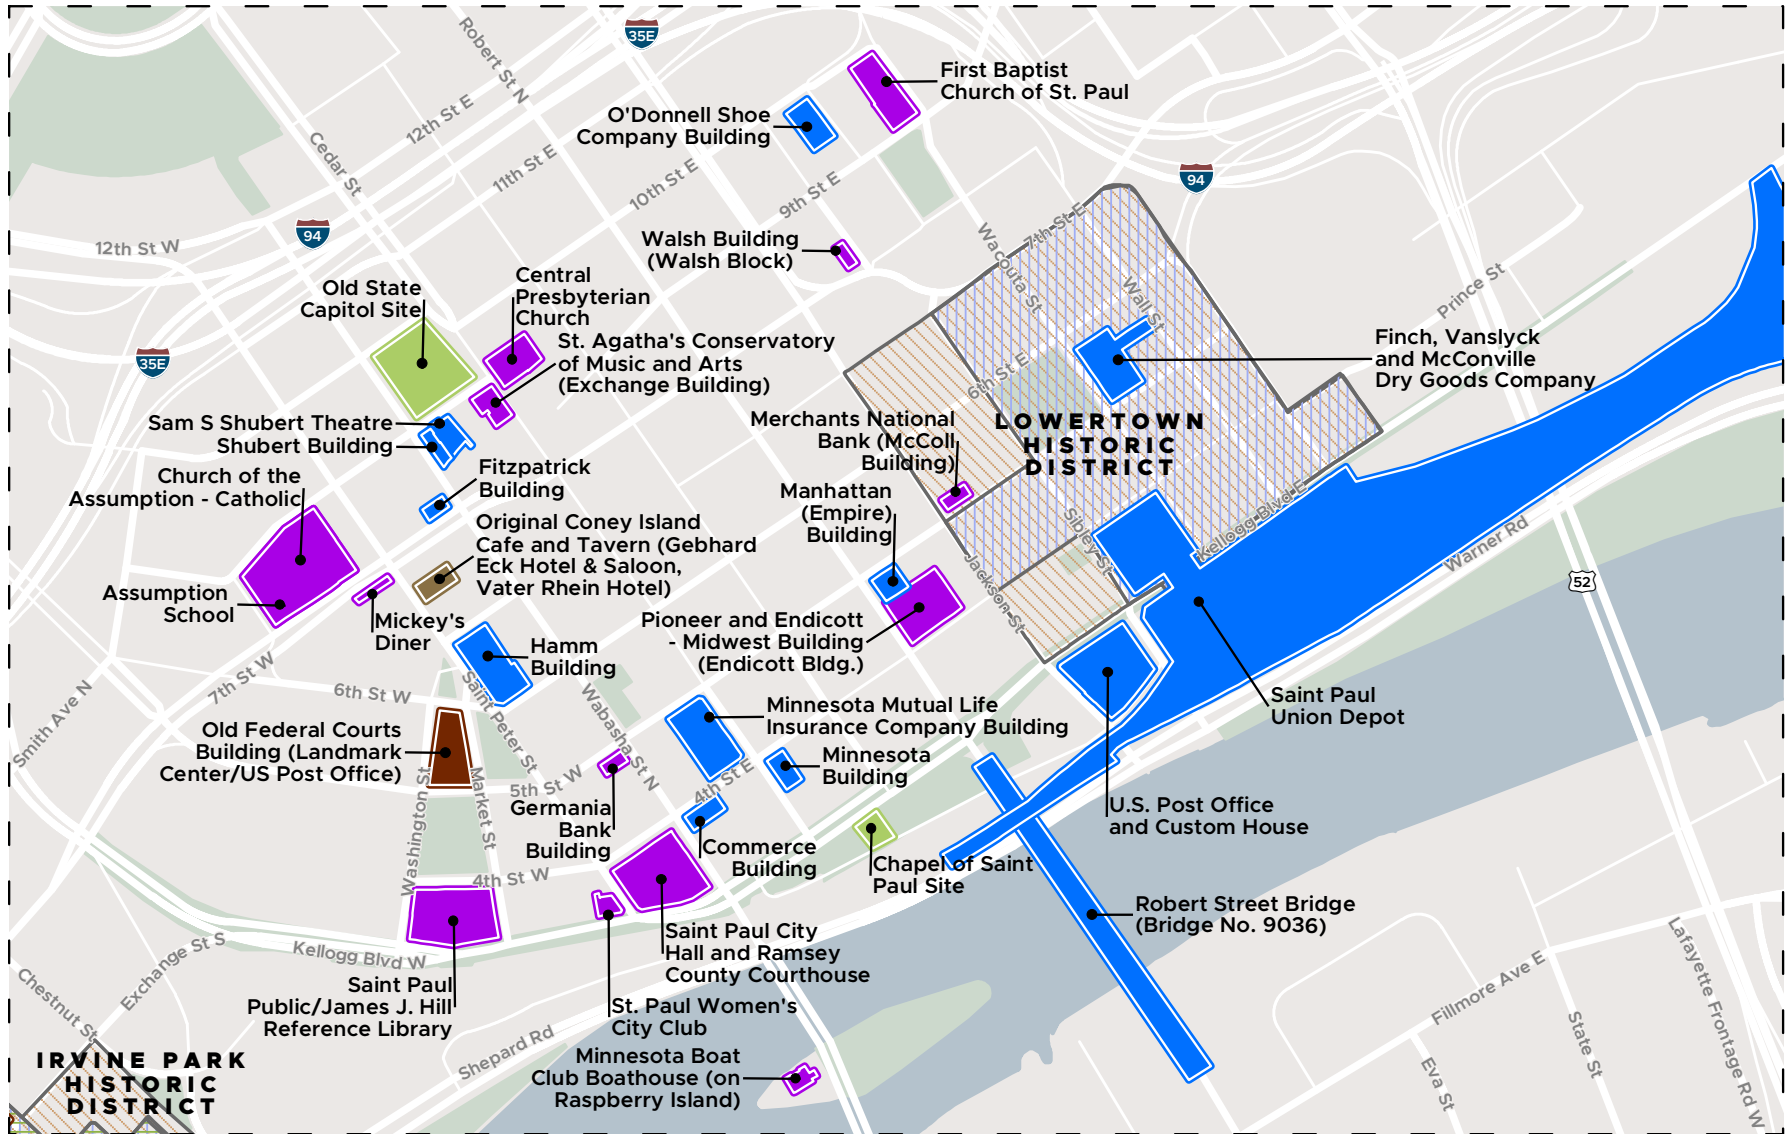 35E
Robert St N
First Baptist
Church of St. Paul
O'Donnell Shoe
Company Building
12th St E
Cedar St
11th St E
10th St E
9th St E
94
94
12th St W
Walsh Building
(Walsh Block)
Wacouta St
7th St E
Wall St
Prince St
Old State
Capitol Site
Central
Presbyterian
Church
St. Agatha's Conservatory
of Music and Arts
(Exchange Building)
35E
Finch, Vanslyck
and McConville
Dry Goods Company
6th St E
Sam S Shubert Theatre
Shubert Building
Merchants National
Bank (McColl
Building)
LOWERTOWN
HISTORIC
DISTRICT
Church of the
Assumption - Catholic
Fitzpatrick
Building
Manhattan
(Empire)
Building
Original Coney Island
Cafe and Tavern (Gebhard
Eck Hotel & Saloon,
Vater Rhein Hotel)
Sibley St
Kellogg Blvd E
Warner Rd
52
Jackson St
Assumption
School
Mickey's
Diner
Hamm
Building
Pioneer and Endicott
- Midwest Building
(Endicott Bldg.)
7th St W
6th St W
Smith Ave N
Saint Peter St
Wabasha St N
Minnesota Mutual Life
Insurance Company Building
Saint Paul
Union Depot
Old Federal Courts
Building (Landmark
Center/US Post Office)
Minnesota
Building
Washington St
Market St
5th St W
4th St E
Germania
Bank
Building
Commerce
Building
U.S. Post Office
and Custom House
Chapel of Saint
Paul Site
4th St W
Robert Street Bridge
(Bridge No. 9036)
Saint Paul City
Hall and Ramsey
County Courthouse
Kellogg Blvd W
Exchange St S
Chestnut St
Saint Paul
Public/James J. Hill
Reference Library
St. Paul Women's
City Club
Shepard Rd
Minnesota Boat
Club Boathouse (on
Raspberry Island)
Fillmore Ave E
Lafayette Frontage Rd W
State St
Eva St
IRVINE PARK
HISTORIC
DISTRICT